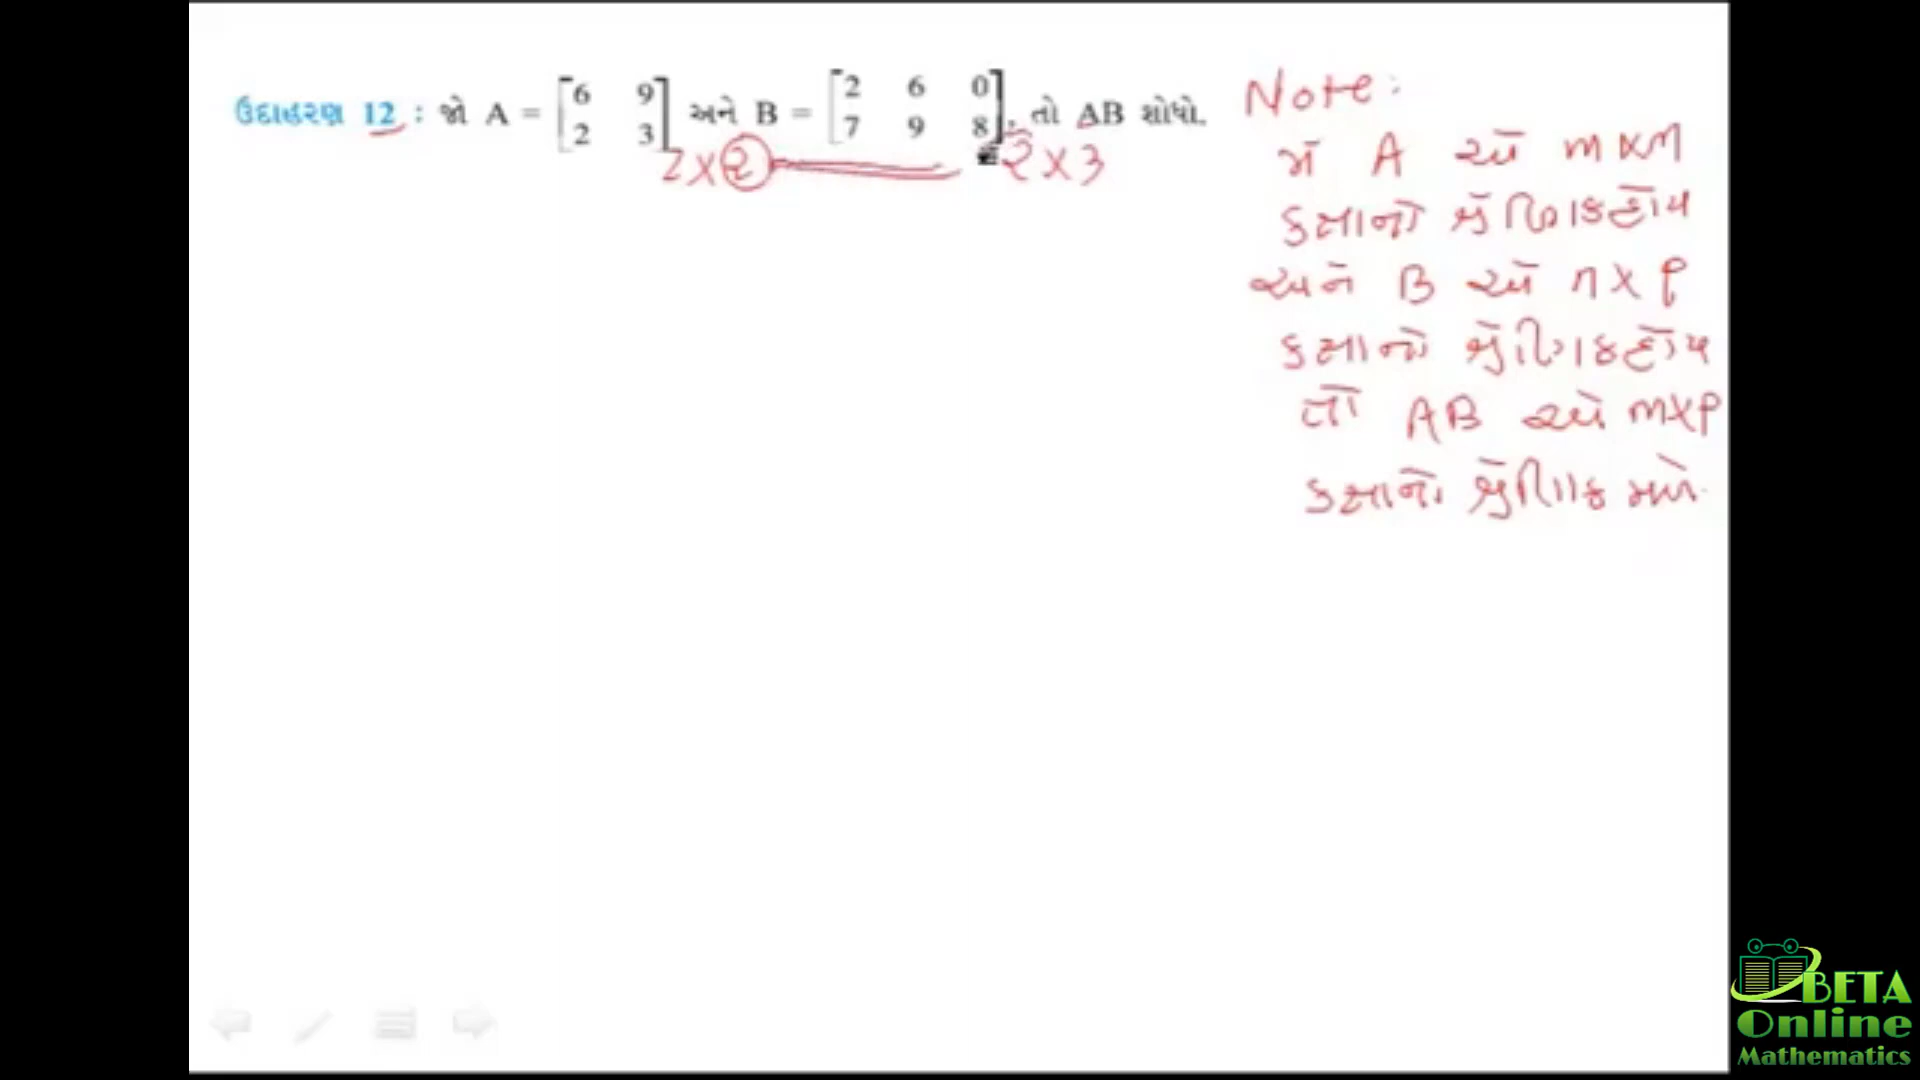 ઉદાહરણ 12 : જો A = [6 9 2 3] અને B = [2 6 0 7 9 8], તો AB શોધો.
2 × 2 2 × 3
Note :
જો A એ m × n
કક્ષાનો શ્રેણિક હોય
અને B એ n × p
કક્ષાનો શ્રેણિક હોય
તો AB એ m×p
કક્ષાનો શ્રેણિક મળે.
BETA
Online
Mathematics